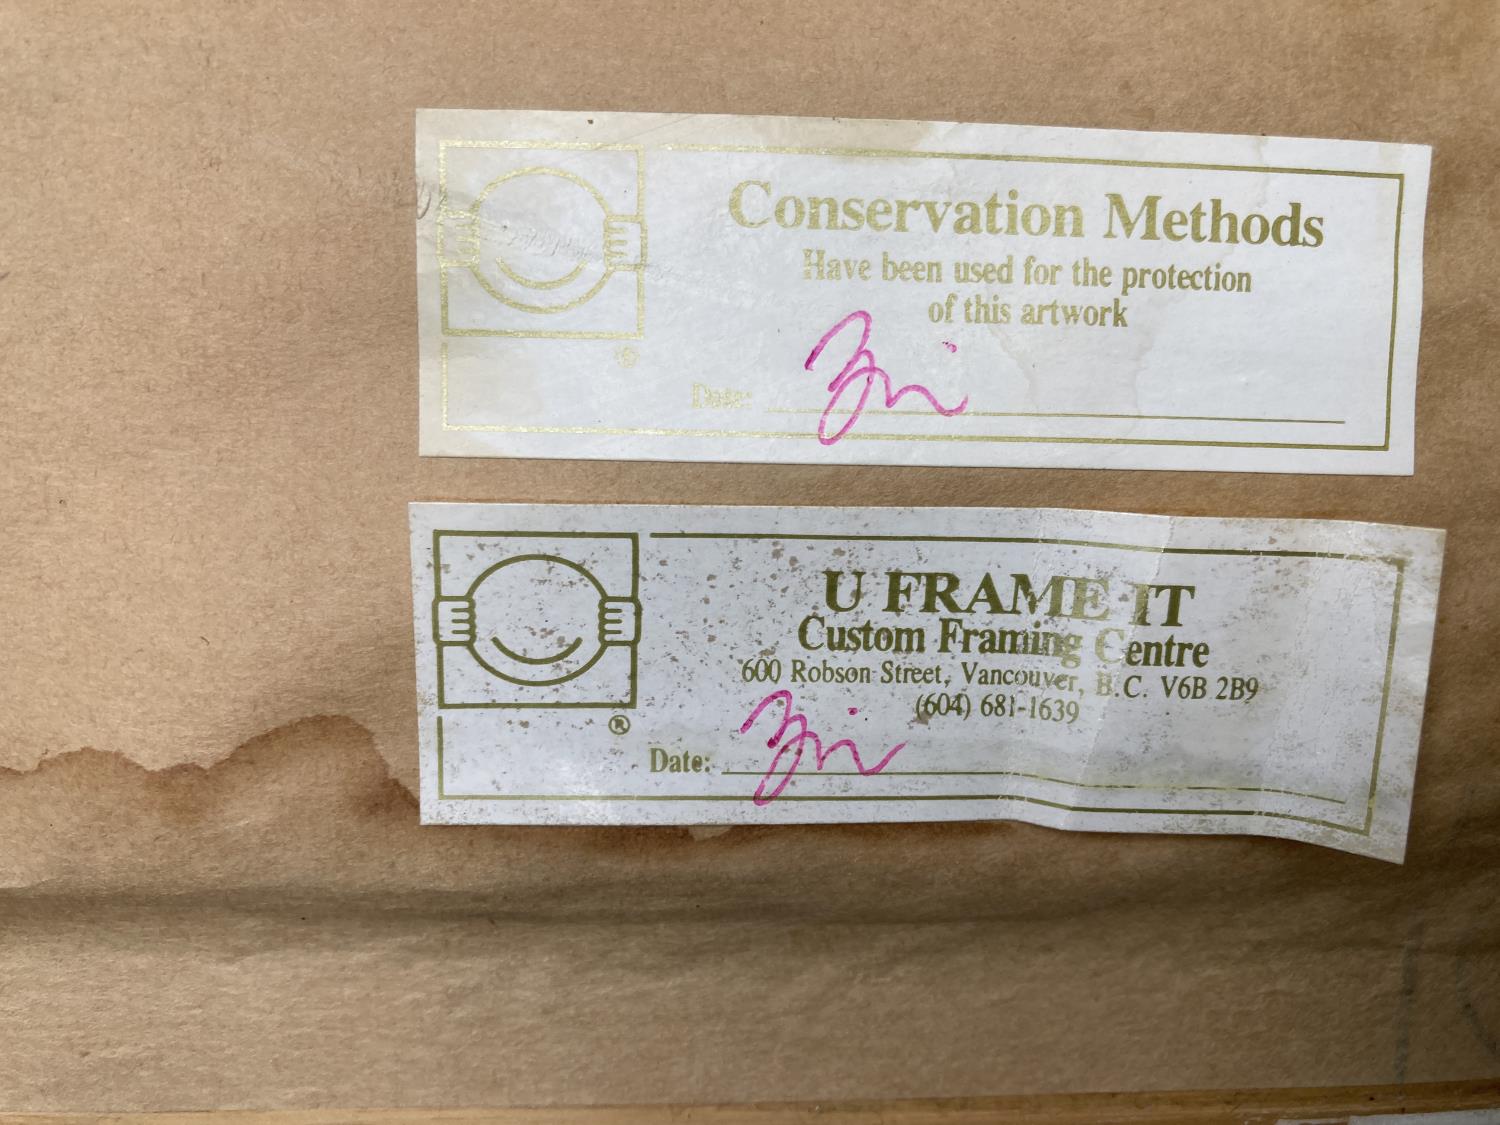 Conservation Methods
Have been used for the protection
of this artwork
®
Date:
U FRAME IT
Custom Framing Centre
600 Robson Street, Vancouver, B.C. V6B 2B9
(604) 681-1639
®
Date: